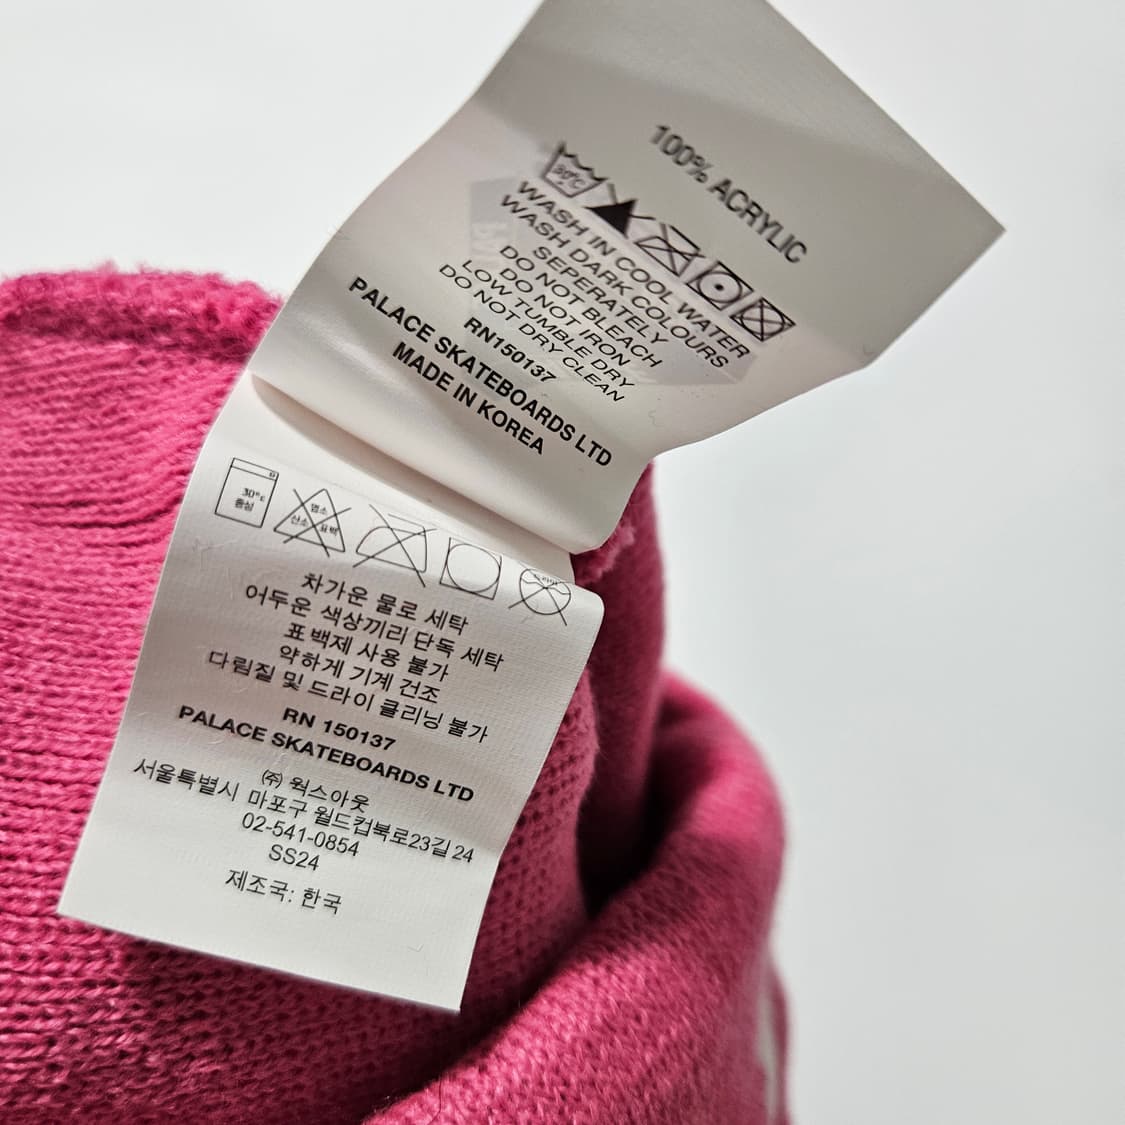 100% ACRYLIC
30°C
WASH IN COOL WATER
WASH DARK COLOURS
SEPERATELY
DO NOT BLEACH
DO NOT IRON
LOW TUMBLE DRY
DO NOT DRY CLEAN
RN150137
PALACE SKATEBOARDS LTD
MADE IN KOREA
30°C
중성
염소
산소 표백
드라이
차가운 물로 세탁
어두운 색상끼리 단독 세탁
표백제 사용 불가
약하게 기계 건조
다림질 및 드라이 클리닝 불가
RN 150137
PALACE SKATEBOARDS LTD
㈜ 웍스아웃
서울특별시 마포구 월드컵북로23길 24
02-541-0854
SS24
제조국: 한국